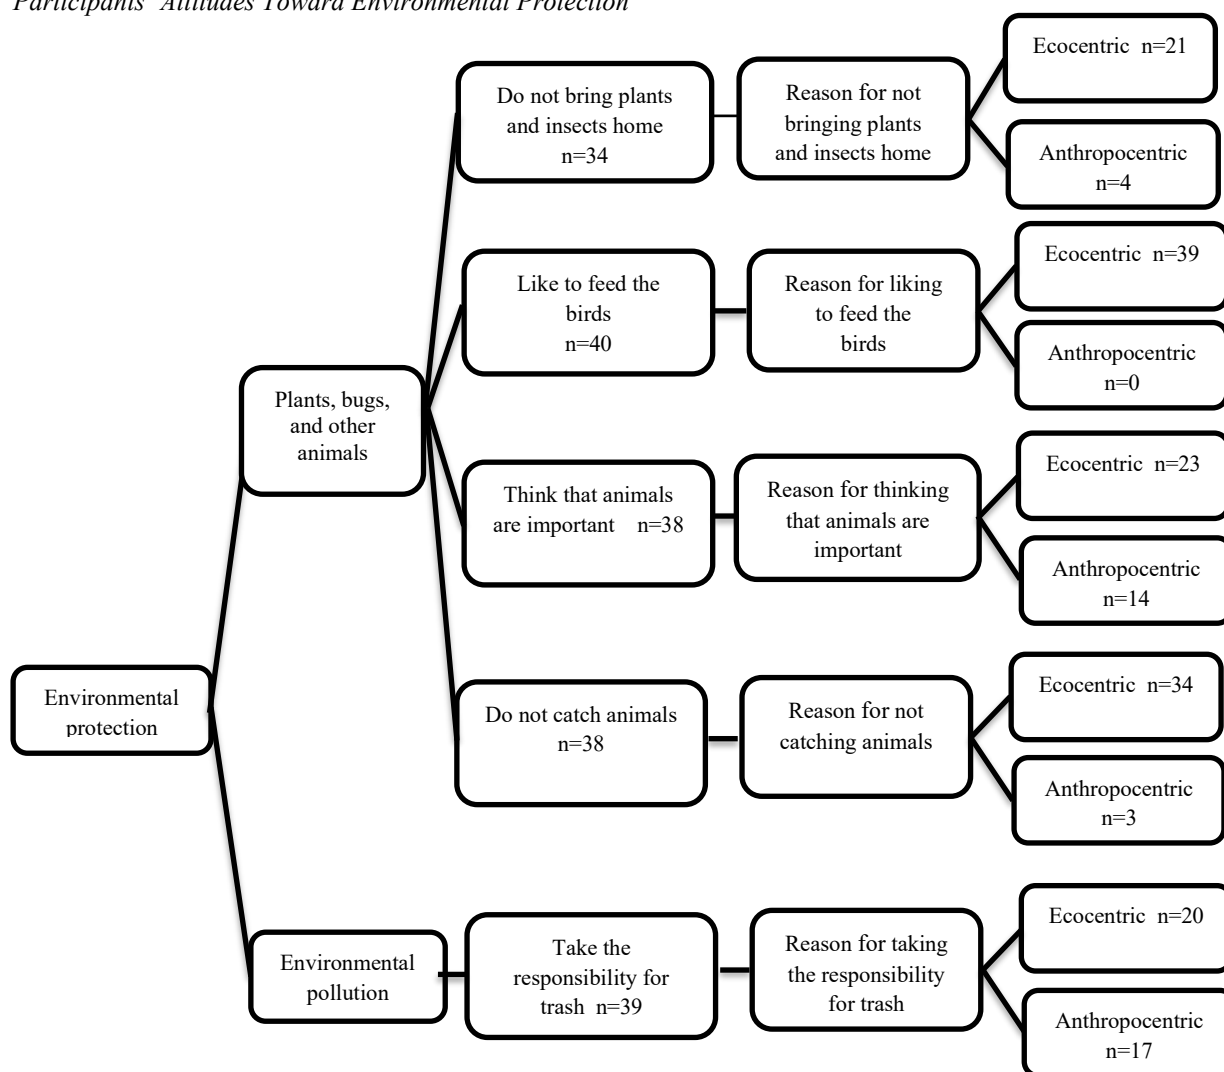 Participants' Attitudes Toward Environmental Protection
Ecocentric n=21
Do not bring plants
and insects home
n=34
Reason for not
bringing plants
and insects home
Anthropocentric
n=4
Ecocentric n=39
Like to feed the
birds
n=40
Reason for liking
to feed the
birds
Anthropocentric
n=0
Plants, bugs,
and other
animals
Ecocentric n=23
Think that animals
are important n=38
Reason for thinking
that animals are
important
Anthropocentric
n=14
Environmental
protection
Ecocentric n=34
Do not catch animals
n=38
Reason for not
catching animals
Anthropocentric
n=3
Ecocentric n=20
Environmental
pollution
Take the
responsibility for
trash n=39
Reason for taking
the responsibility
for trash
Anthropocentric
n=17